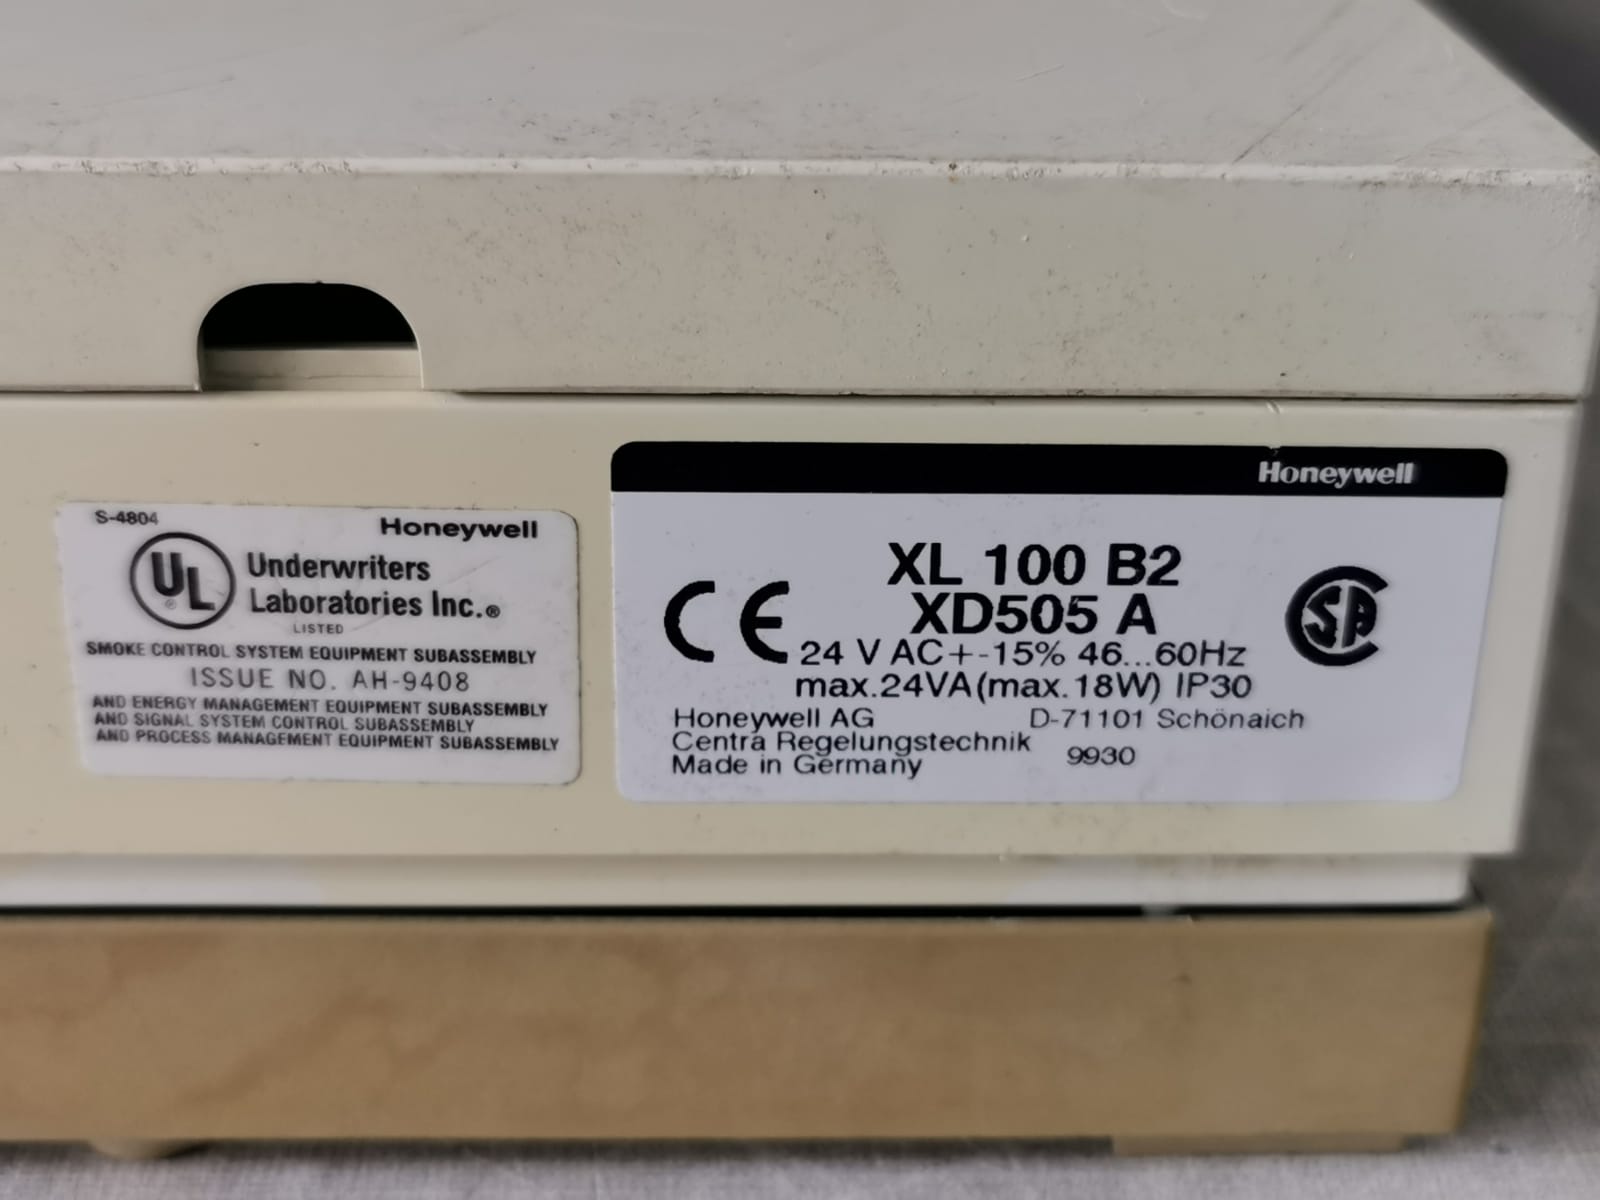 S-4804
Honeywell
UL ®
Underwriters
Laboratories Inc.®
LISTED
SMOKE CONTROL SYSTEM EQUIPMENT SUBASSEMBLY
ISSUE NO. AH-9408
AND ENERGY MANAGEMENT EQUIPMENT SUBASSEMBLY
AND SIGNAL SYSTEM CONTROL SUBASSEMBLY
AND PROCESS MANAGEMENT EQUIPMENT SUBASSEMBLY
Honeywell
XL 100 B2
XD505 A
CE
SA
24 V AC+-15% 46...60Hz
max.24VA(max.18W) IP30
Honeywell AG D-71101 Schönaich
Centra Regelungstechnik
9930
Made in Germany